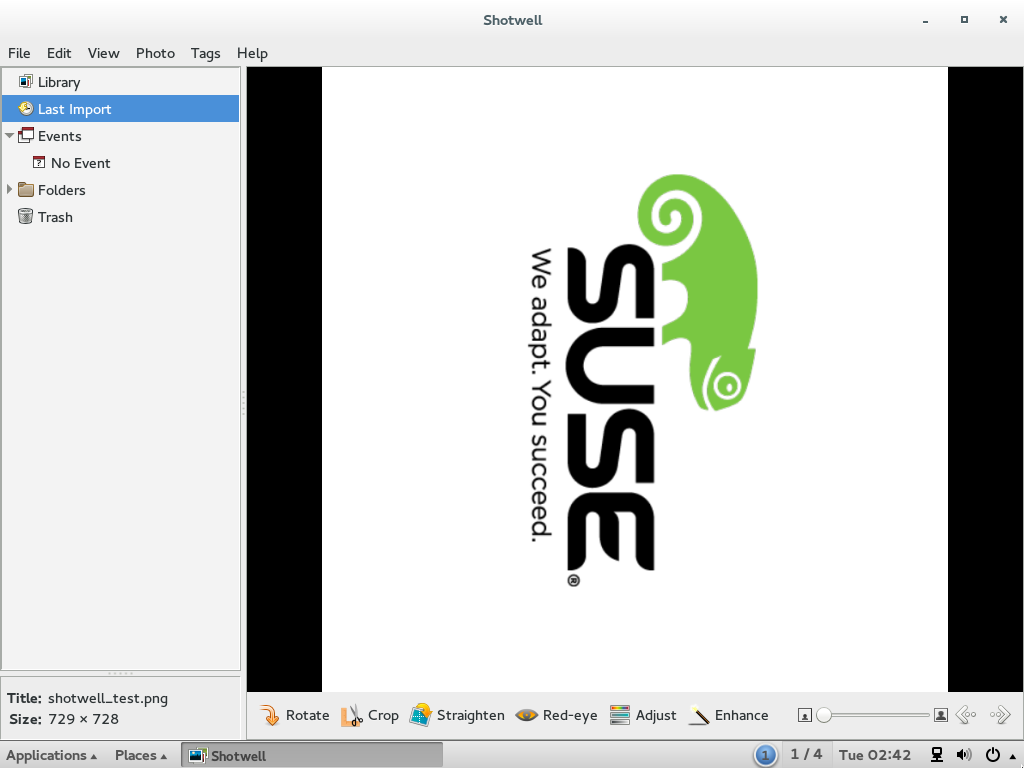 Shotwell
File Edit View Photo Tags Help
Library
Last Import
Events
No Event
Folders
Trash
SUSE®
We adapt. You succeed.
Title: shotwell_test.png
Size: 729 × 728
Rotate Crop Straighten Red-eye Adjust Enhance
Applications Places Shotwell 1 1 / 4 Tue 02:42